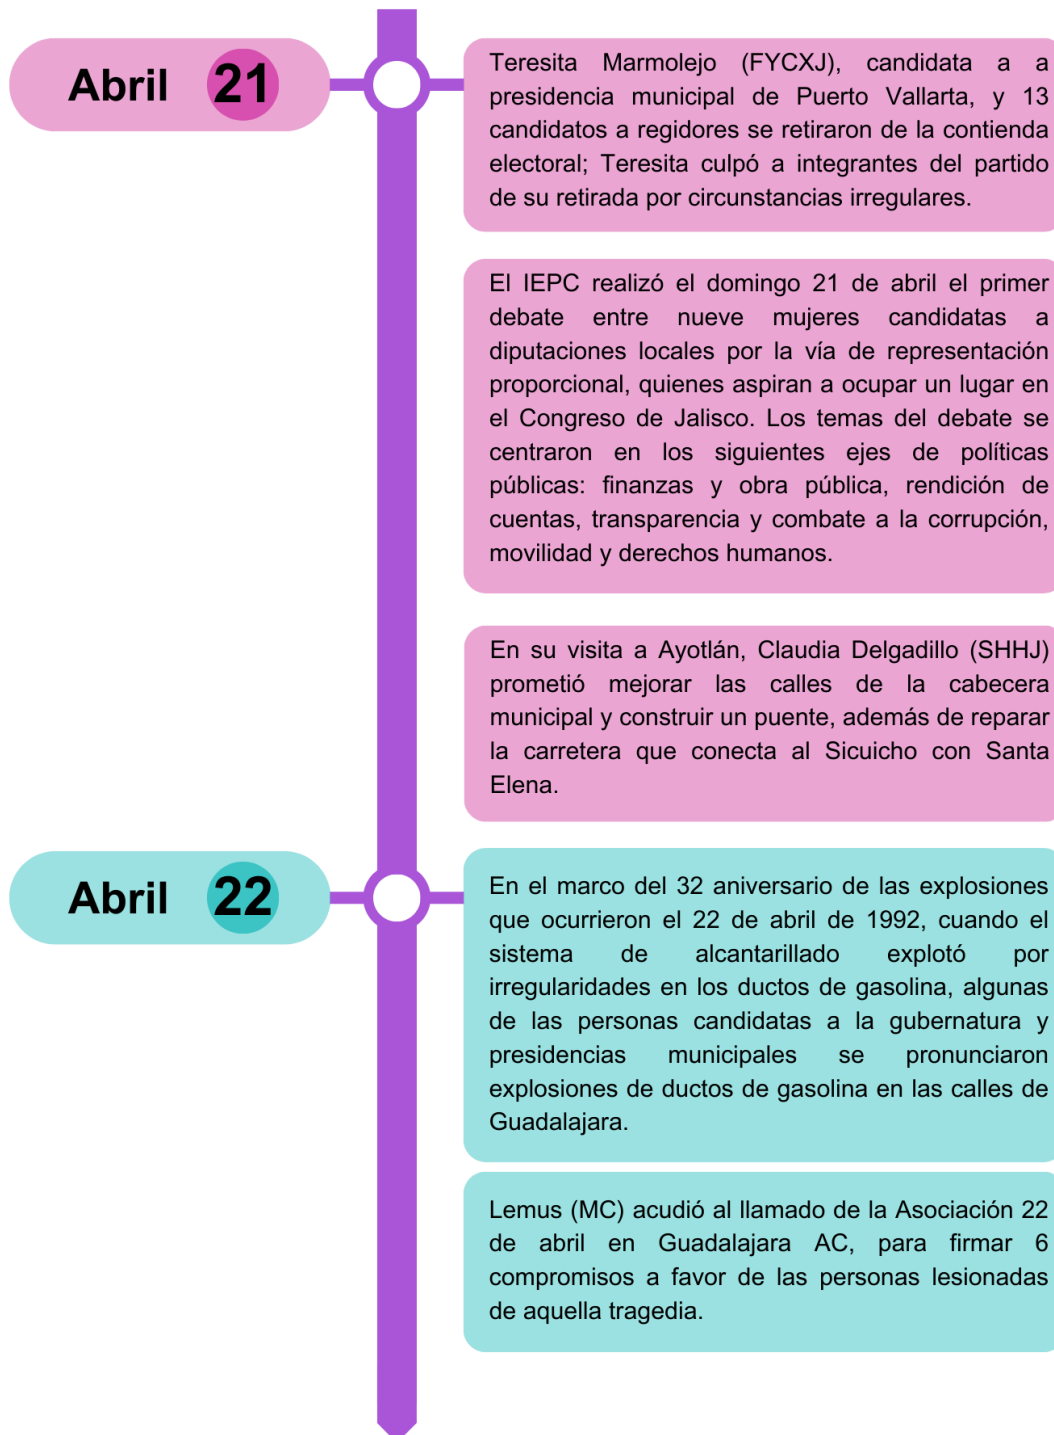 Abril 21
Teresita Marmolejo (FYCXJ), candidata a a
presidencia municipal de Puerto Vallarta, y 13
candidatos a regidores se retiraron de la contienda
electoral; Teresita culpó a integrantes del partido
de su retirada por circunstancias irregulares.
El IEPC realizó el domingo 21 de abril el primer
debate entre nueve mujeres candidatas a
diputaciones locales por la vía de representación
proporcional, quienes aspiran a ocupar un lugar en
el Congreso de Jalisco. Los temas del debate se
centraron en los siguientes ejes de políticas
públicas: finanzas y obra pública, rendición de
cuentas, transparencia y combate a la corrupción,
movilidad y derechos humanos.
En su visita a Ayotlán, Claudia Delgadillo (SHHJ)
prometió mejorar las calles de la cabecera
municipal y construir un puente, además de reparar
la carretera que conecta al Sicuicho con Santa
Elena.
Abril 22
En el marco del 32 aniversario de las explosiones
que ocurrieron el 22 de abril de 1992, cuando el
sistema de alcantarillado explotó por
irregularidades en los ductos de gasolina, algunas
de las personas candidatas a la gubernatura y
presidencias municipales se pronunciaron
explosiones de ductos de gasolina en las calles de
Guadalajara.
Lemus (MC) acudió al llamado de la Asociación 22
de abril en Guadalajara AC, para firmar 6
compromisos a favor de las personas lesionadas
de aquella tragedia.